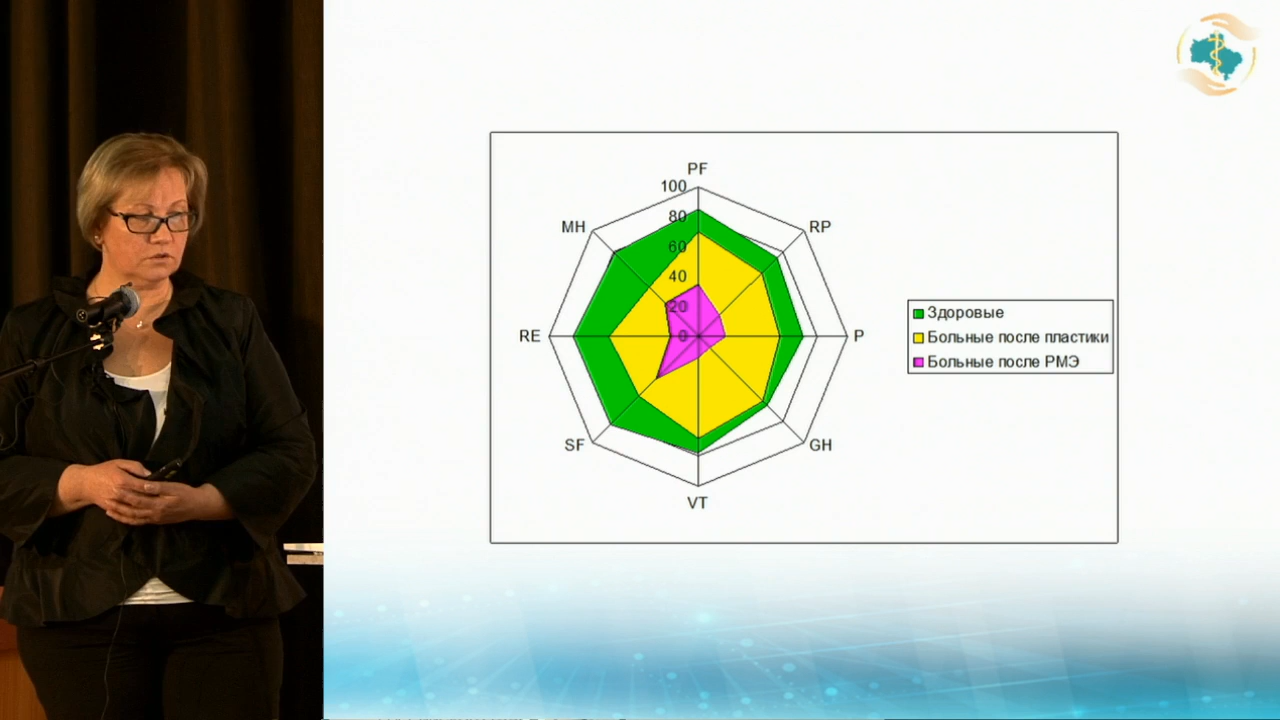 PF
100
MH
80
RP
60
40
20
RE
0
P
Здоровые
Больные после пластики
Больные после РМЭ
SF
GH
VT